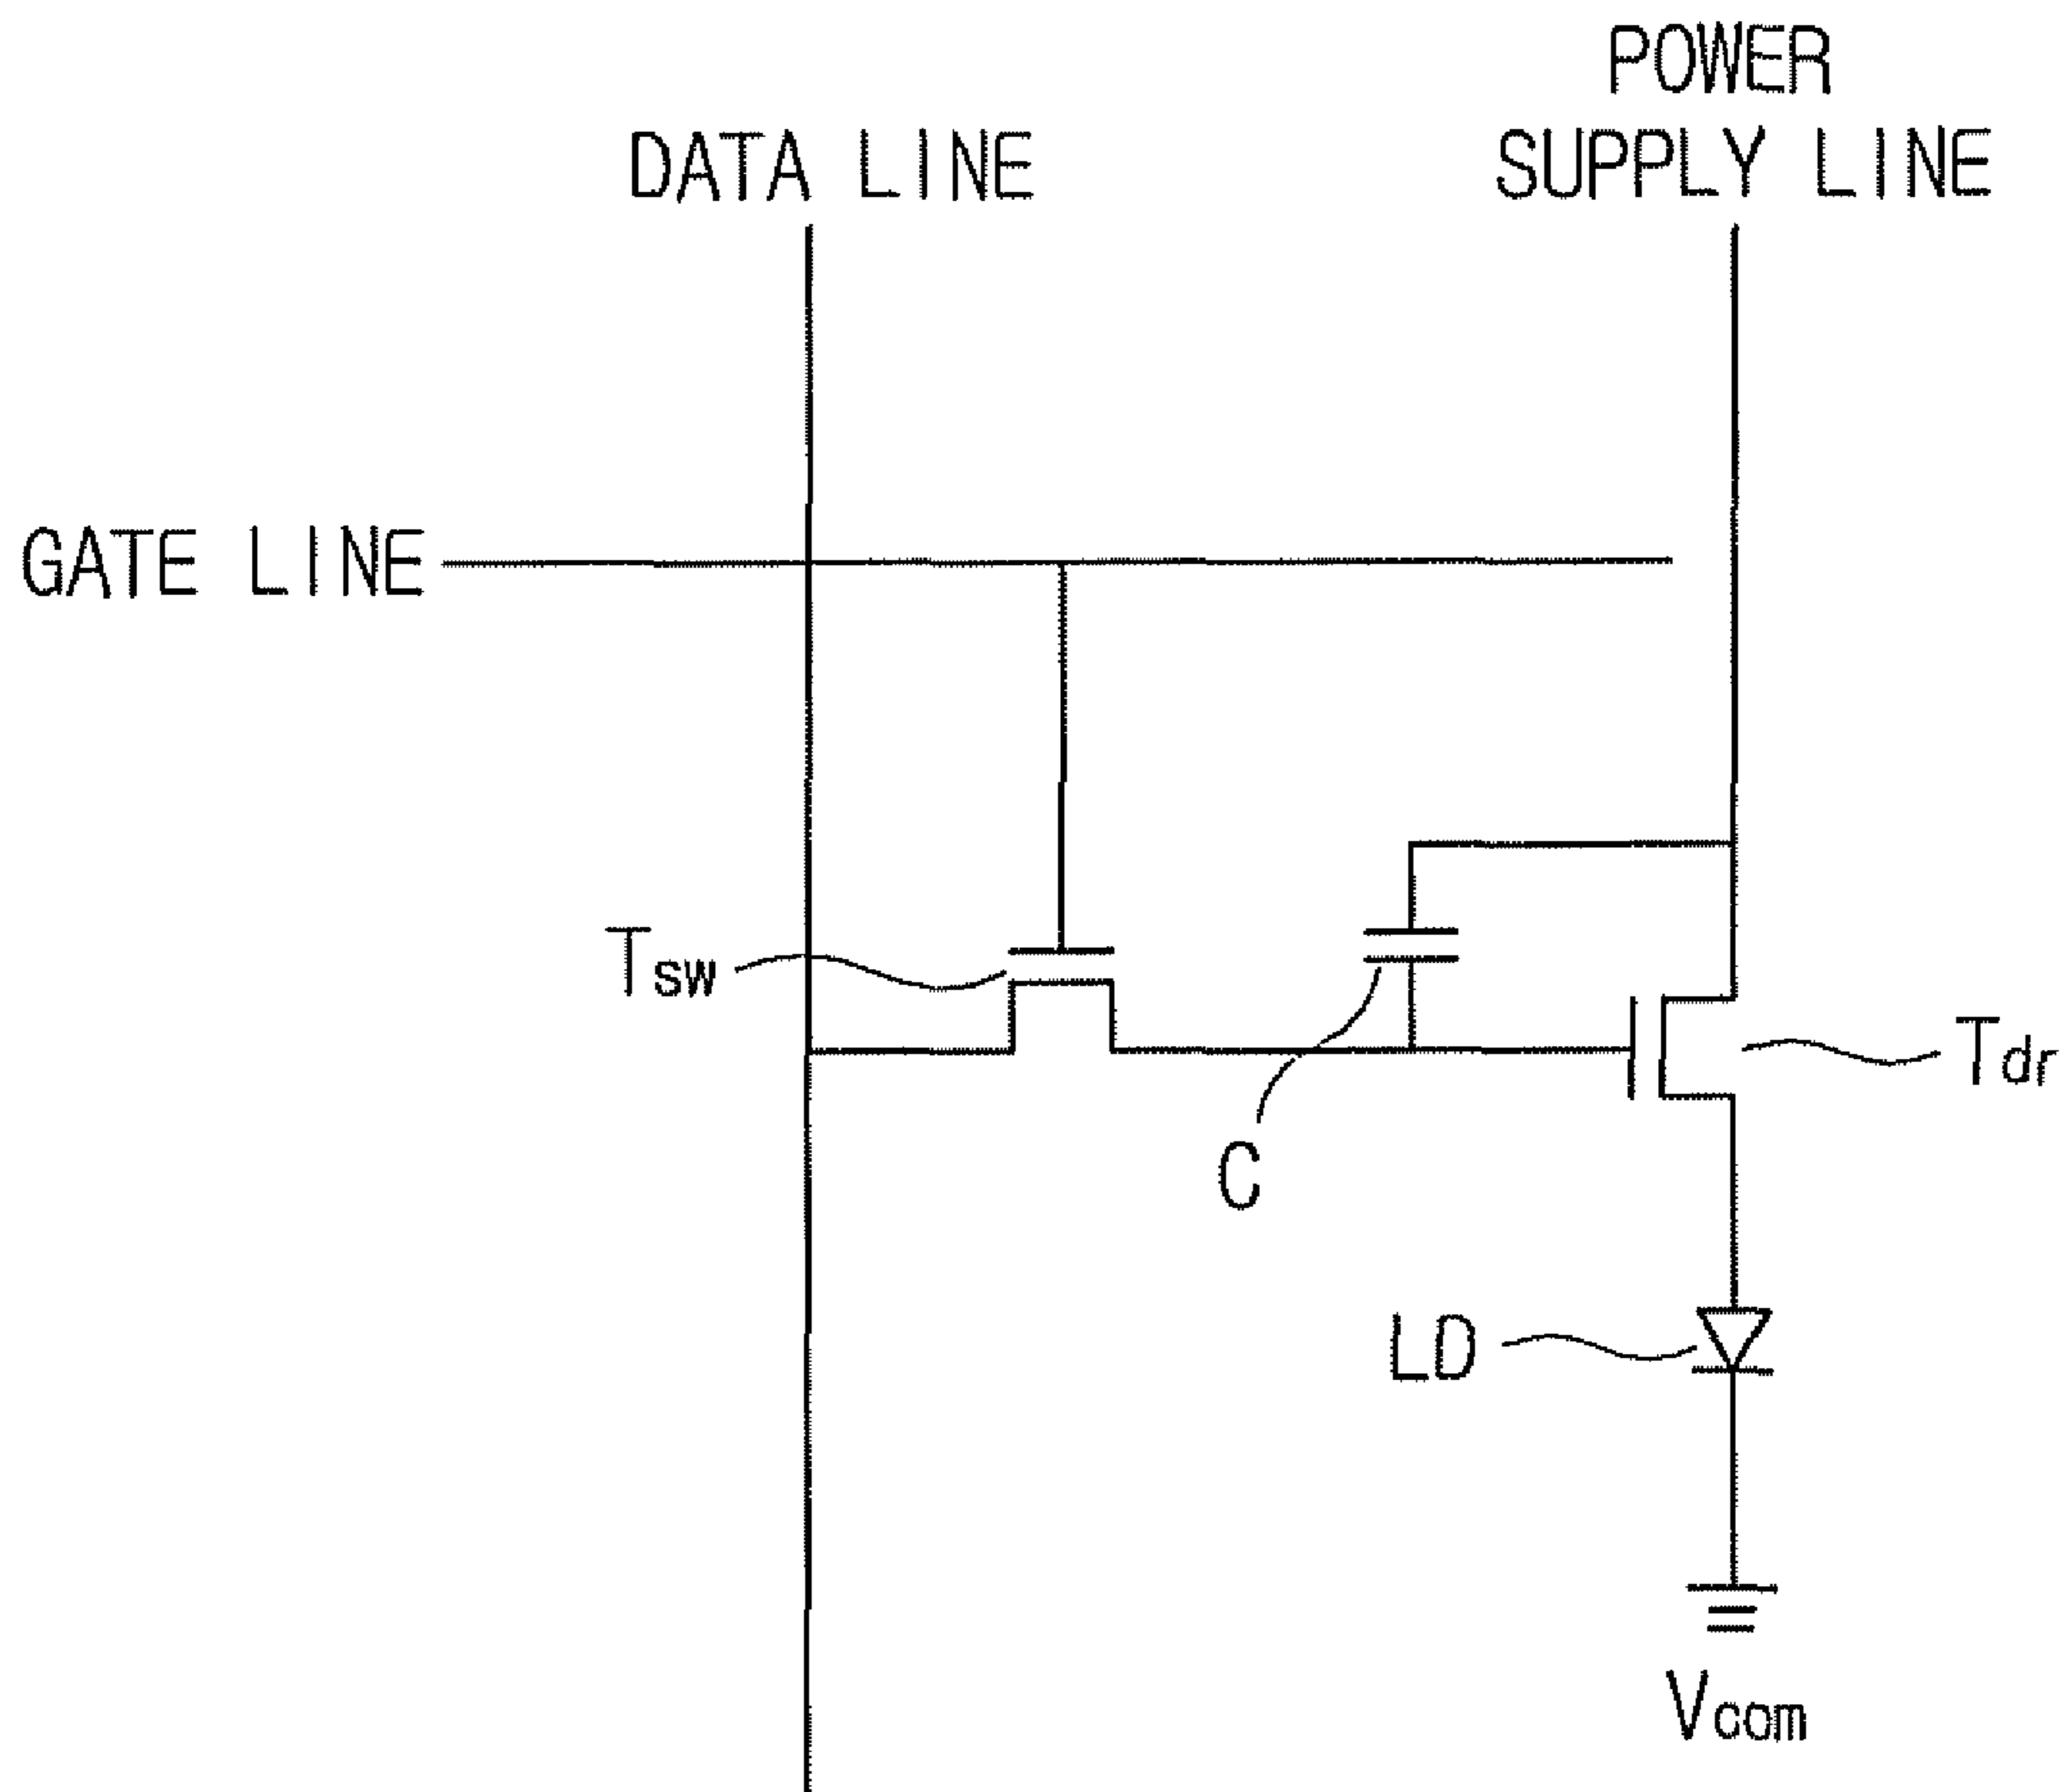 POWER
SUPPLY LINE
DATA LINE
GATE LINE
Tsw
Tdr
C
LD
Vcom